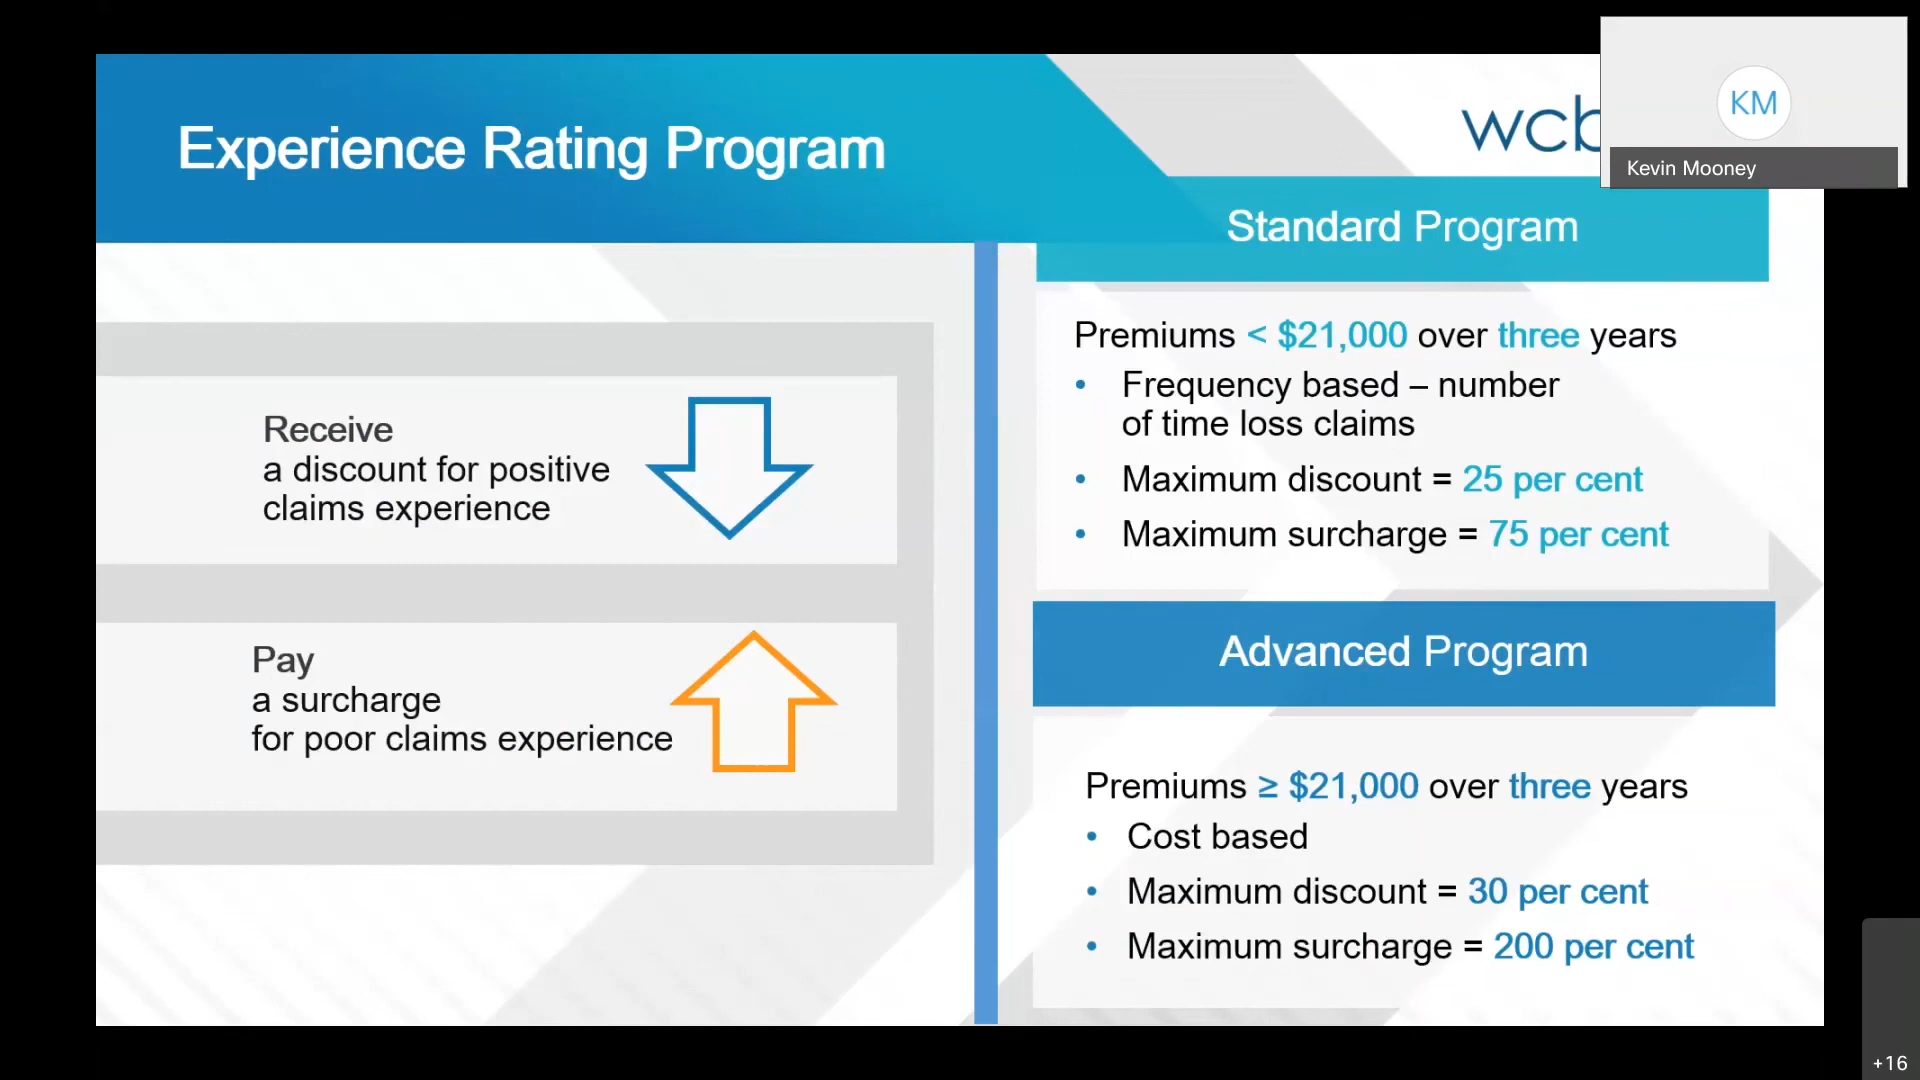 Experience Rating Program
wcb
KM
Kevin Mooney
Receive
a discount for positive
claims experience
Pay
a surcharge
for poor claims experience
Standard Program
Premiums < $21,000 over three years
• Frequency based – number
of time loss claims
• Maximum discount = 25 per cent
• Maximum surcharge = 75 per cent
Advanced Program
Premiums ≥ $21,000 over three years
• Cost based
• Maximum discount = 30 per cent
• Maximum surcharge = 200 per cent
+16